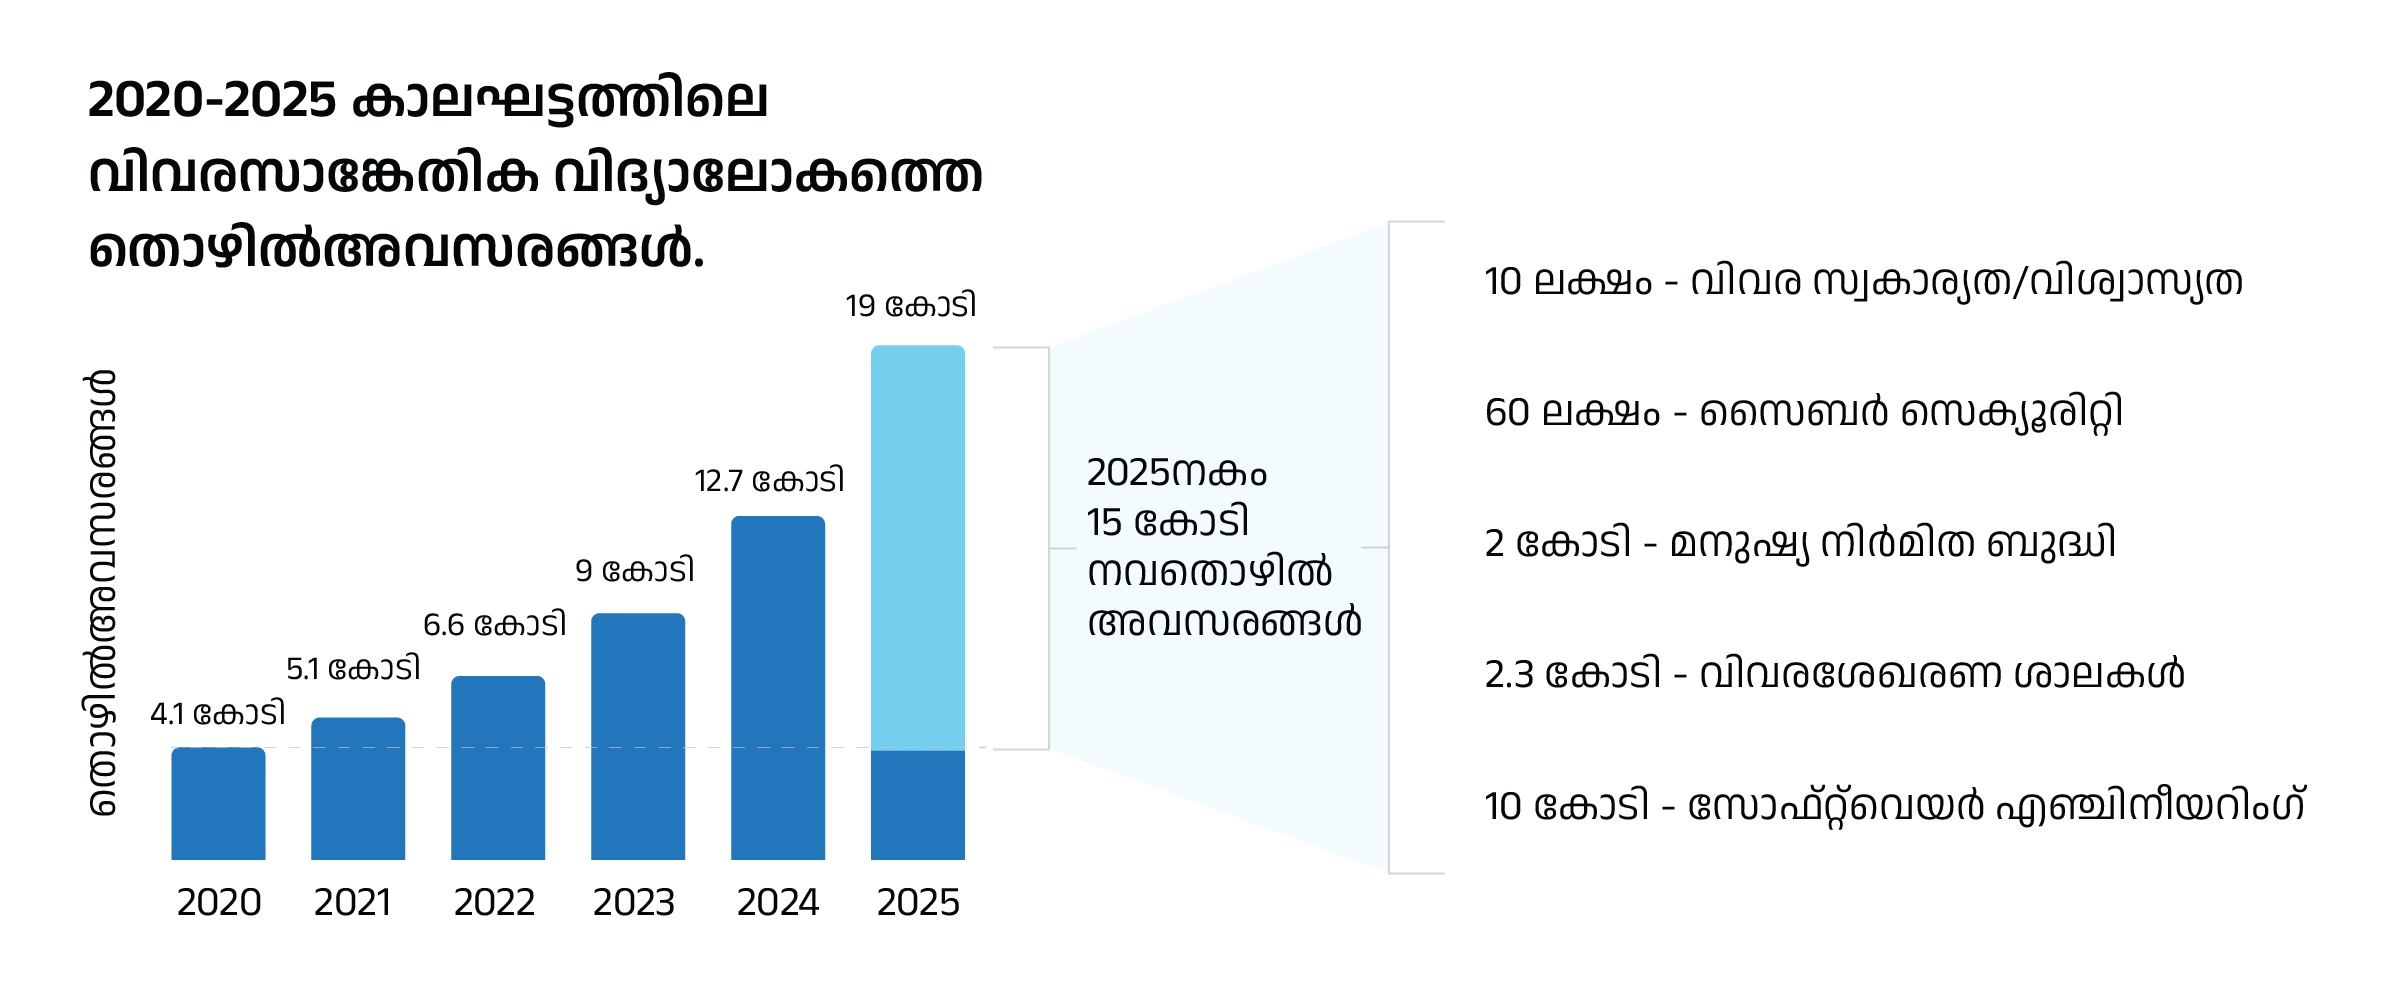 2020-2025 കാലഘട്ടത്തിലെ
വിവരസാങ്കേതിക വിദ്യാലോകത്തെ
തൊഴിൽഅവസരങ്ങൾ.
തൊഴിൽഅവസരങ്ങൾ
4.1 കോടി
5.1 കോടി
6.6 കോടി
9 കോടി
12.7 കോടി
19 കോടി
2020
2021
2022
2023
2024
2025
2025നകം
15 കോടി
നവതൊഴിൽ
അവസരങ്ങൾ
10 ലക്ഷം - വിവര സ്വകാര്യത/വിശ്വാസ്യത
60 ലക്ഷം - സൈബർ സെക്യൂരിറ്റി
2 കോടി - മനുഷ്യ നിർമിത ബുദ്ധി
2.3 കോടി - വിവരശേഖരണ ശാലകൾ
10 കോടി - സോഫ്റ്റ്‌വെയർ എഞ്ചിനീയറിംഗ്